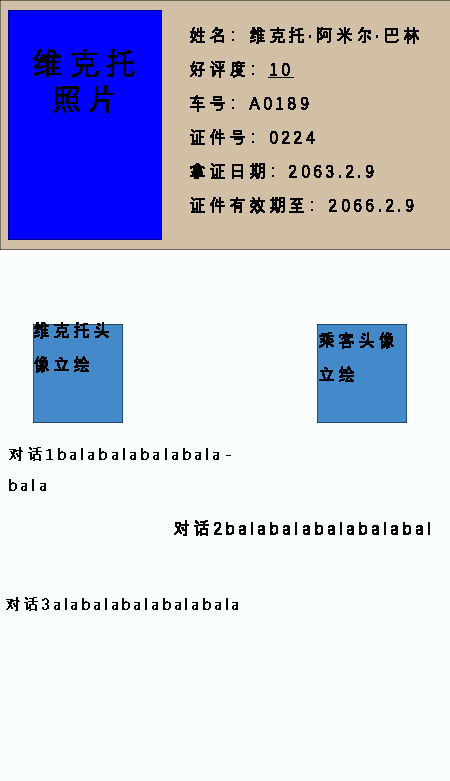 维克托
照片
姓名：维克托·阿米尔·巴林
好评度：10
车号：A0189
证件号：0224
拿证日期：2063.2.9
证件有效期至：2066.2.9
维克托头
像立绘
乘客头像
立绘
对话1balabalabalabala-
bala
对话2balabalabalabalabal
对话3alabalabalabalabala